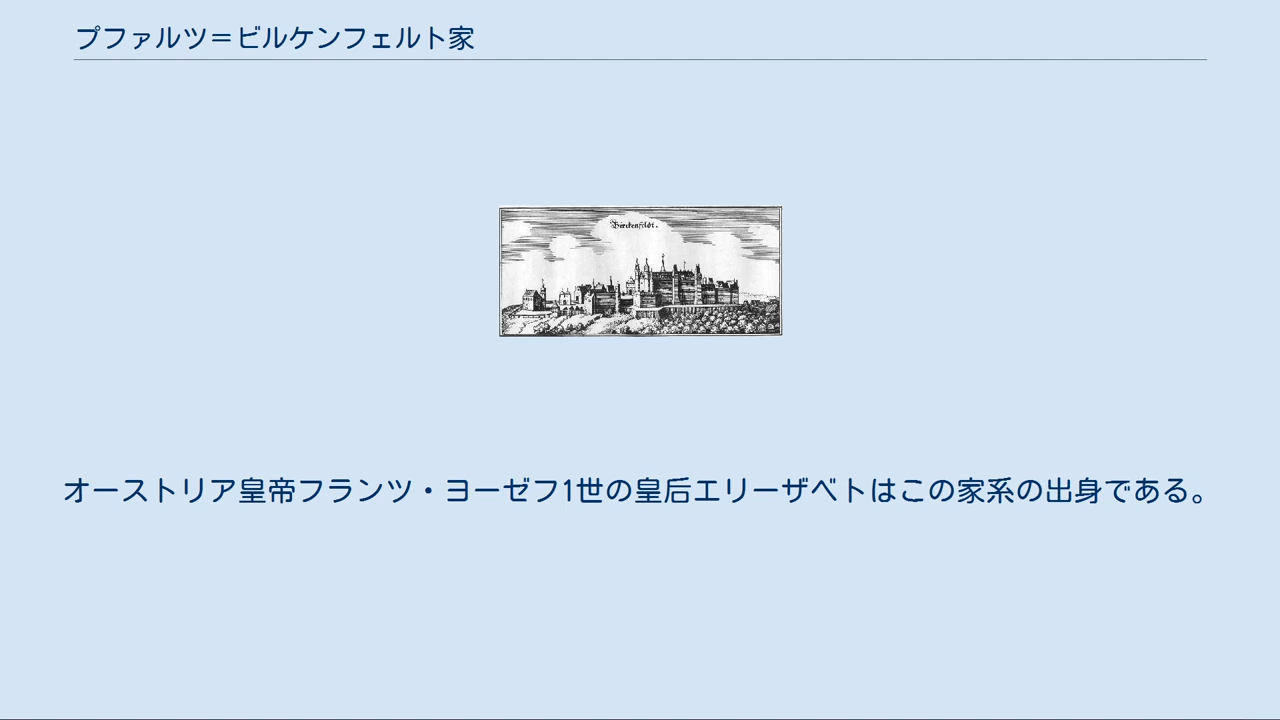 プファルツ＝ビルケンフェルト家
Berckenfeldt.
オーストリア皇帝フランツ・ヨーゼフ1世の皇后エリーザベトはこの家系の出身である。